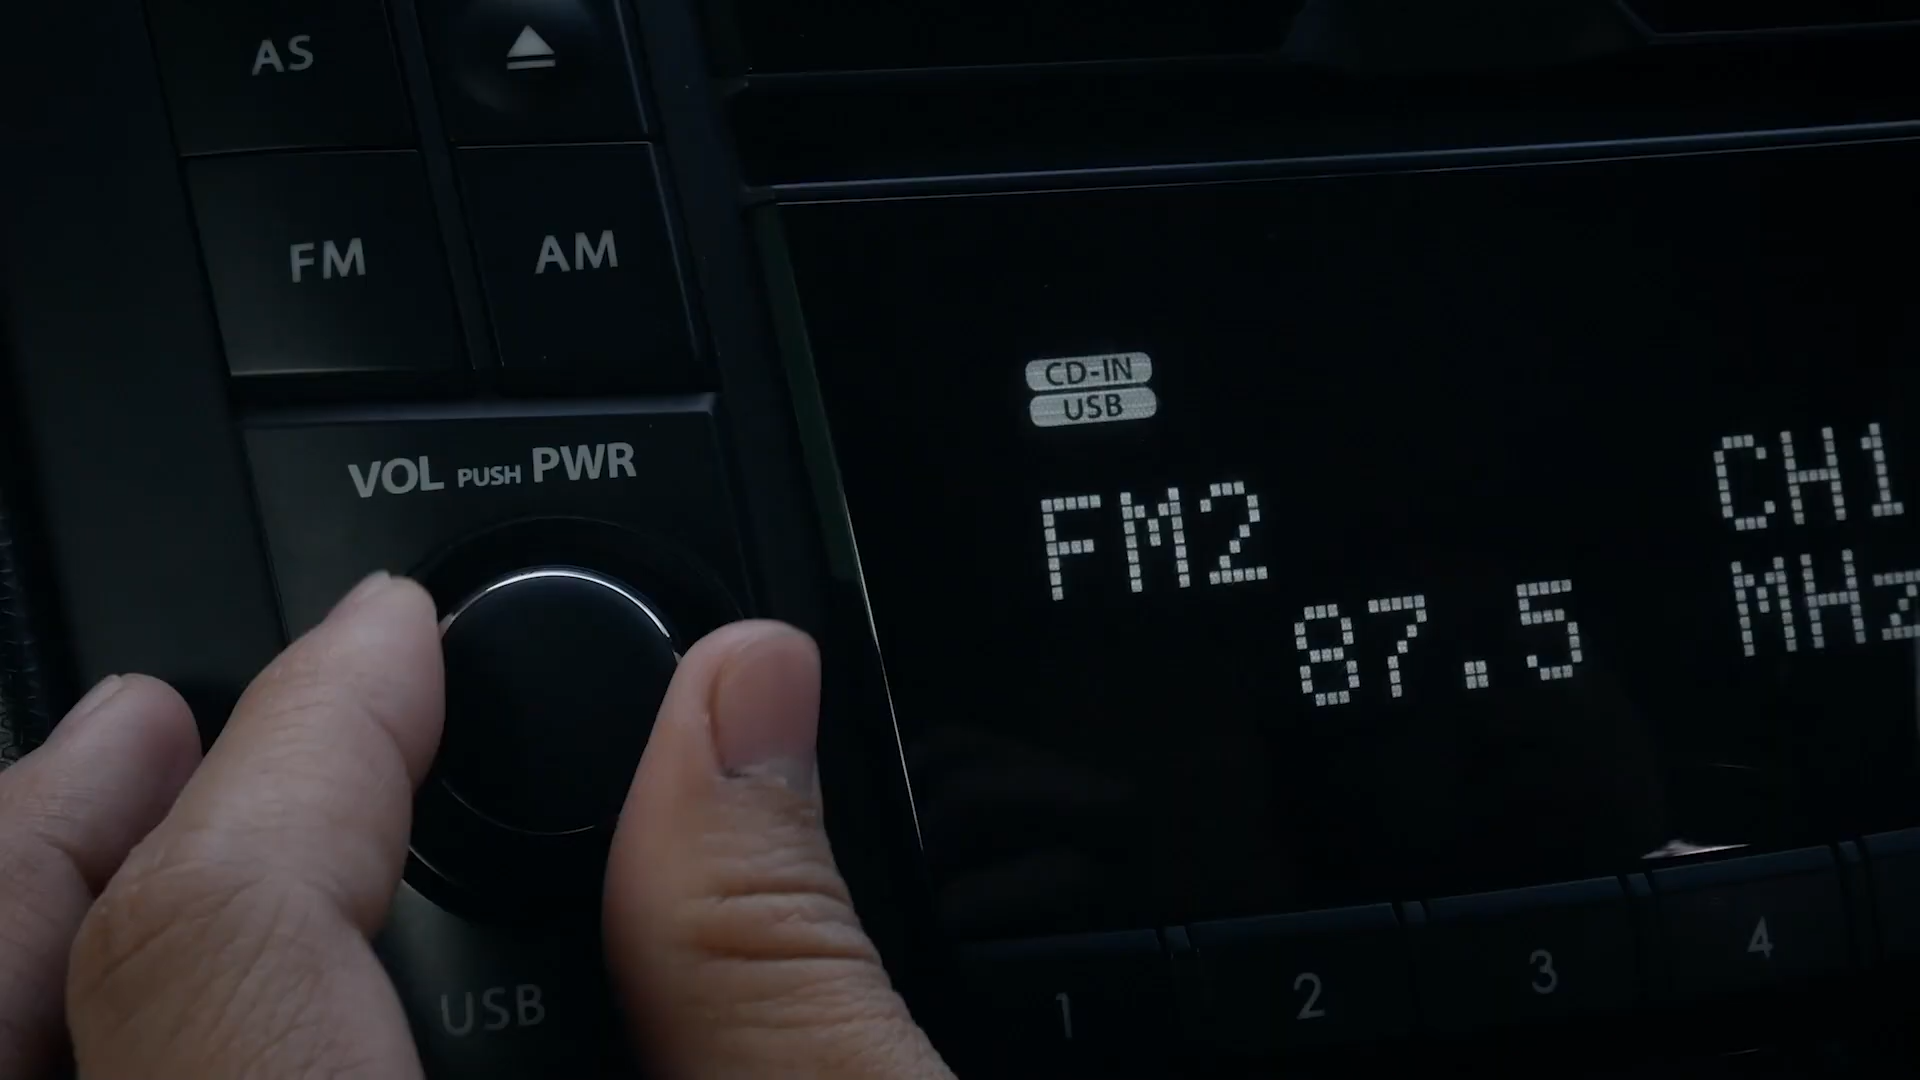 AS
FM AM
VOL PUSH PWR
USB
CD-IN
USB
FM2 CH1
87.5 MHz
1 2 3 4